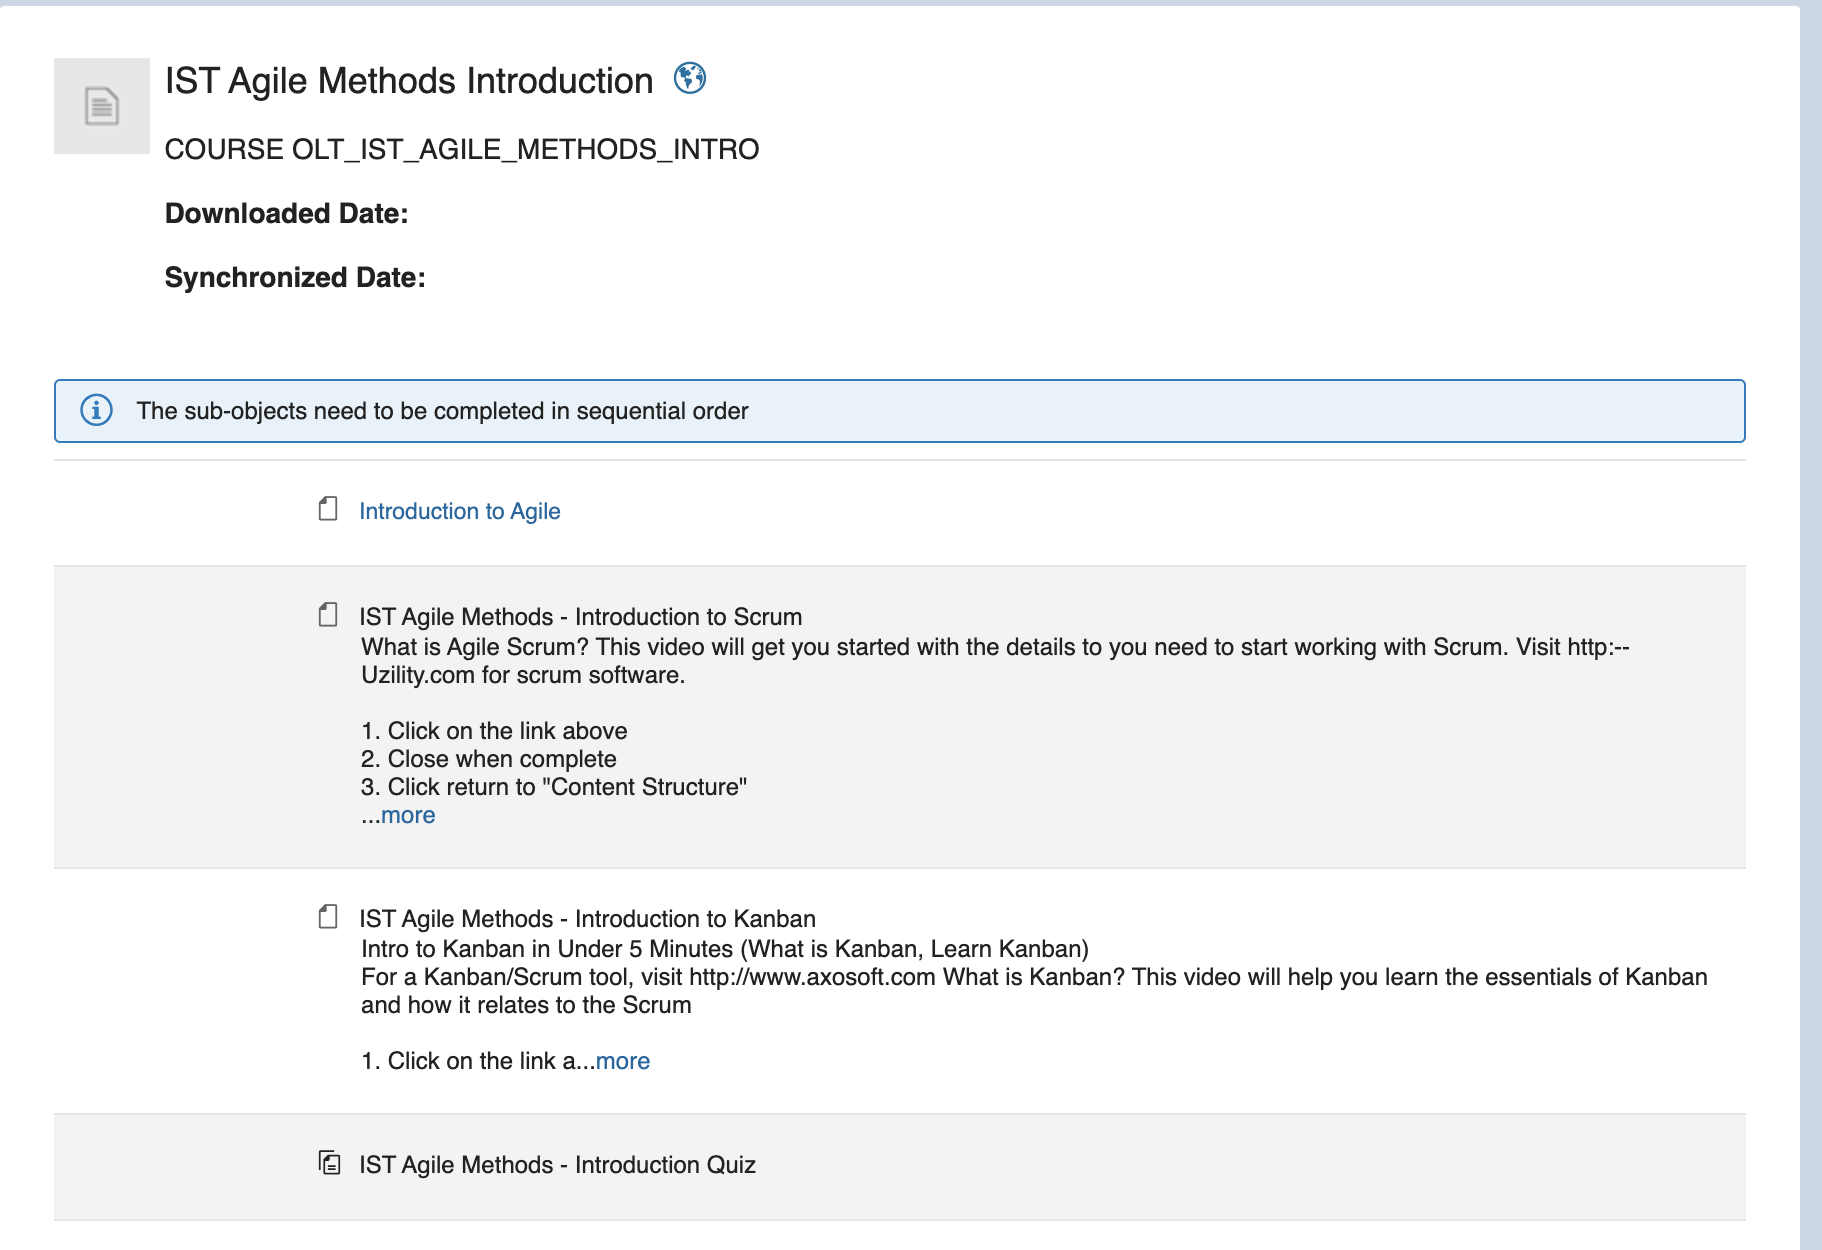 IST Agile Methods Introduction
COURSE OLT_IST_AGILE_METHODS_INTRO
Downloaded Date:
Synchronized Date:
The sub-objects need to be completed in sequential order
Introduction to Agile
IST Agile Methods - Introduction to Scrum
What is Agile Scrum? This video will get you started with the details to you need to start working with Scrum. Visit http:--
Uzility.com for scrum software.
1. Click on the link above
2. Close when complete
3. Click return to "Content Structure"
...more
IST Agile Methods - Introduction to Kanban
Intro to Kanban in Under 5 Minutes (What is Kanban, Learn Kanban)
For a Kanban/Scrum tool, visit http://www.axosoft.com What is Kanban? This video will help you learn the essentials of Kanban
and how it relates to the Scrum
1. Click on the link a...more
IST Agile Methods - Introduction Quiz